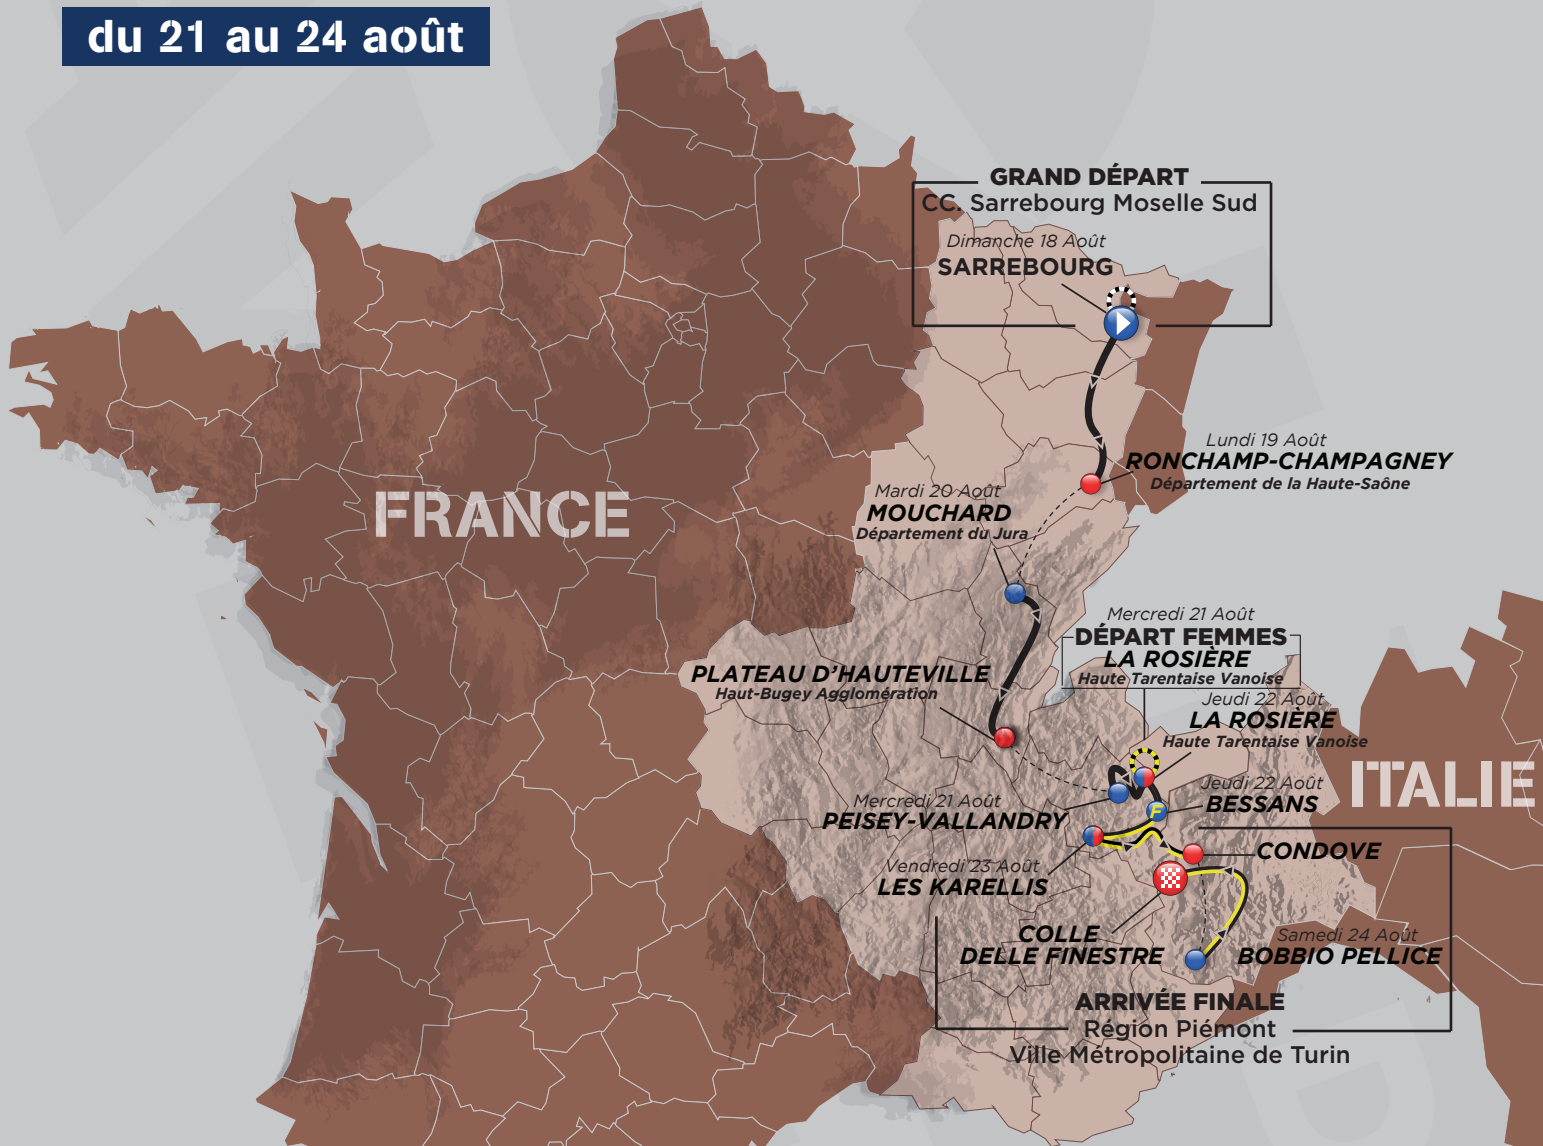 du 21 au 24 août
GRAND DÉPART
CC. Sarrebourg Moselle Sud
Dimanche 18 Août
SARREBOURG
Lundi 19 Août
RONCHAMP-CHAMPAGNEY
Département de la Haute-Saône
Mardi 20 Août
MOUCHARD
Département du Jura
FRANCE
Mercredi 21 Août
DÉPART FEMMES
LA ROSIÈRE
Haute Tarentaise Vanoise
PLATEAU D'HAUTEVILLE
Haut-Bugey Agglomération
Jeudi 22 Août
LA ROSIÈRE
Haute Tarentaise Vanoise
ITALIE
Mercredi 21 Août
PEISEY-VALLANDRY
Jeudi 22 Août
BESSANS
F
CONDOVE
Vendredi 23 Août
LES KARELLIS
COLLE
DELLE FINESTRE
Samedi 24 Août
BOBBIO PELLICE
ARRIVÉE FINALE
Région Piémont
Ville Métropolitaine de Turin